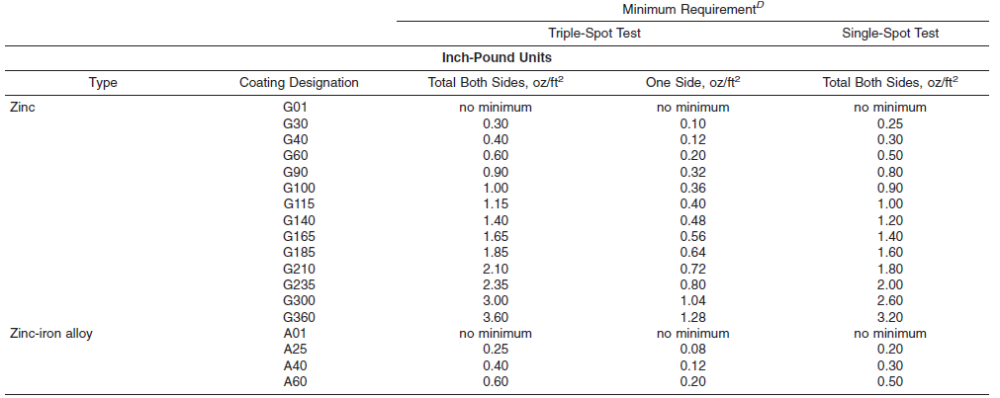 Minimum Requirement^D
Triple-Spot Test Single-Spot Test
Inch-Pound Units
Type Coating Designation Total Both Sides, oz/ft² One Side, oz/ft² Total Both Sides, oz/ft²
Zinc G01 no minimum no minimum no minimum
G30 0.30 0.10 0.25
G40 0.40 0.12 0.30
G60 0.60 0.20 0.50
G90 0.90 0.32 0.80
G100 1.00 0.36 0.90
G115 1.15 0.40 1.00
G140 1.40 0.48 1.20
G165 1.65 0.56 1.40
G185 1.85 0.64 1.60
G210 2.10 0.72 1.80
G235 2.35 0.80 2.00
G300 3.00 1.04 2.60
G360 3.60 1.28 3.20
Zinc-iron alloy A01 no minimum no minimum no minimum
A25 0.25 0.08 0.20
A40 0.40 0.12 0.30
A60 0.60 0.20 0.50